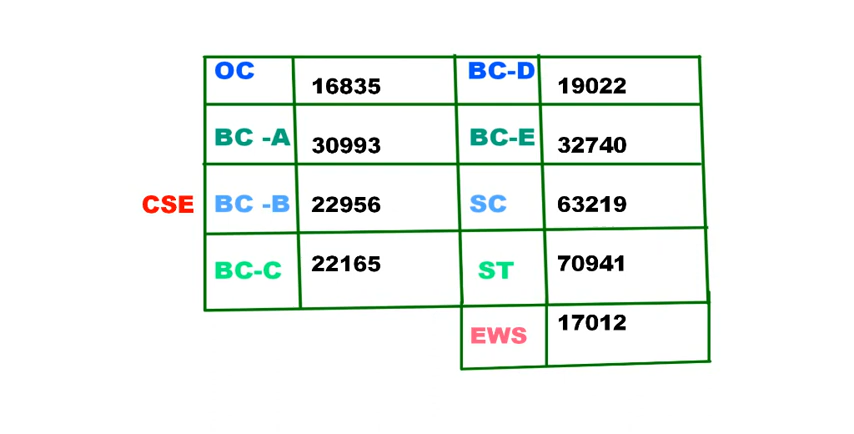 OC 16835 BC-D 19022
BC -A 30993 BC-E 32740
CSE BC -B 22956 SC 63219
BC-C 22165 ST 70941
EWS 17012